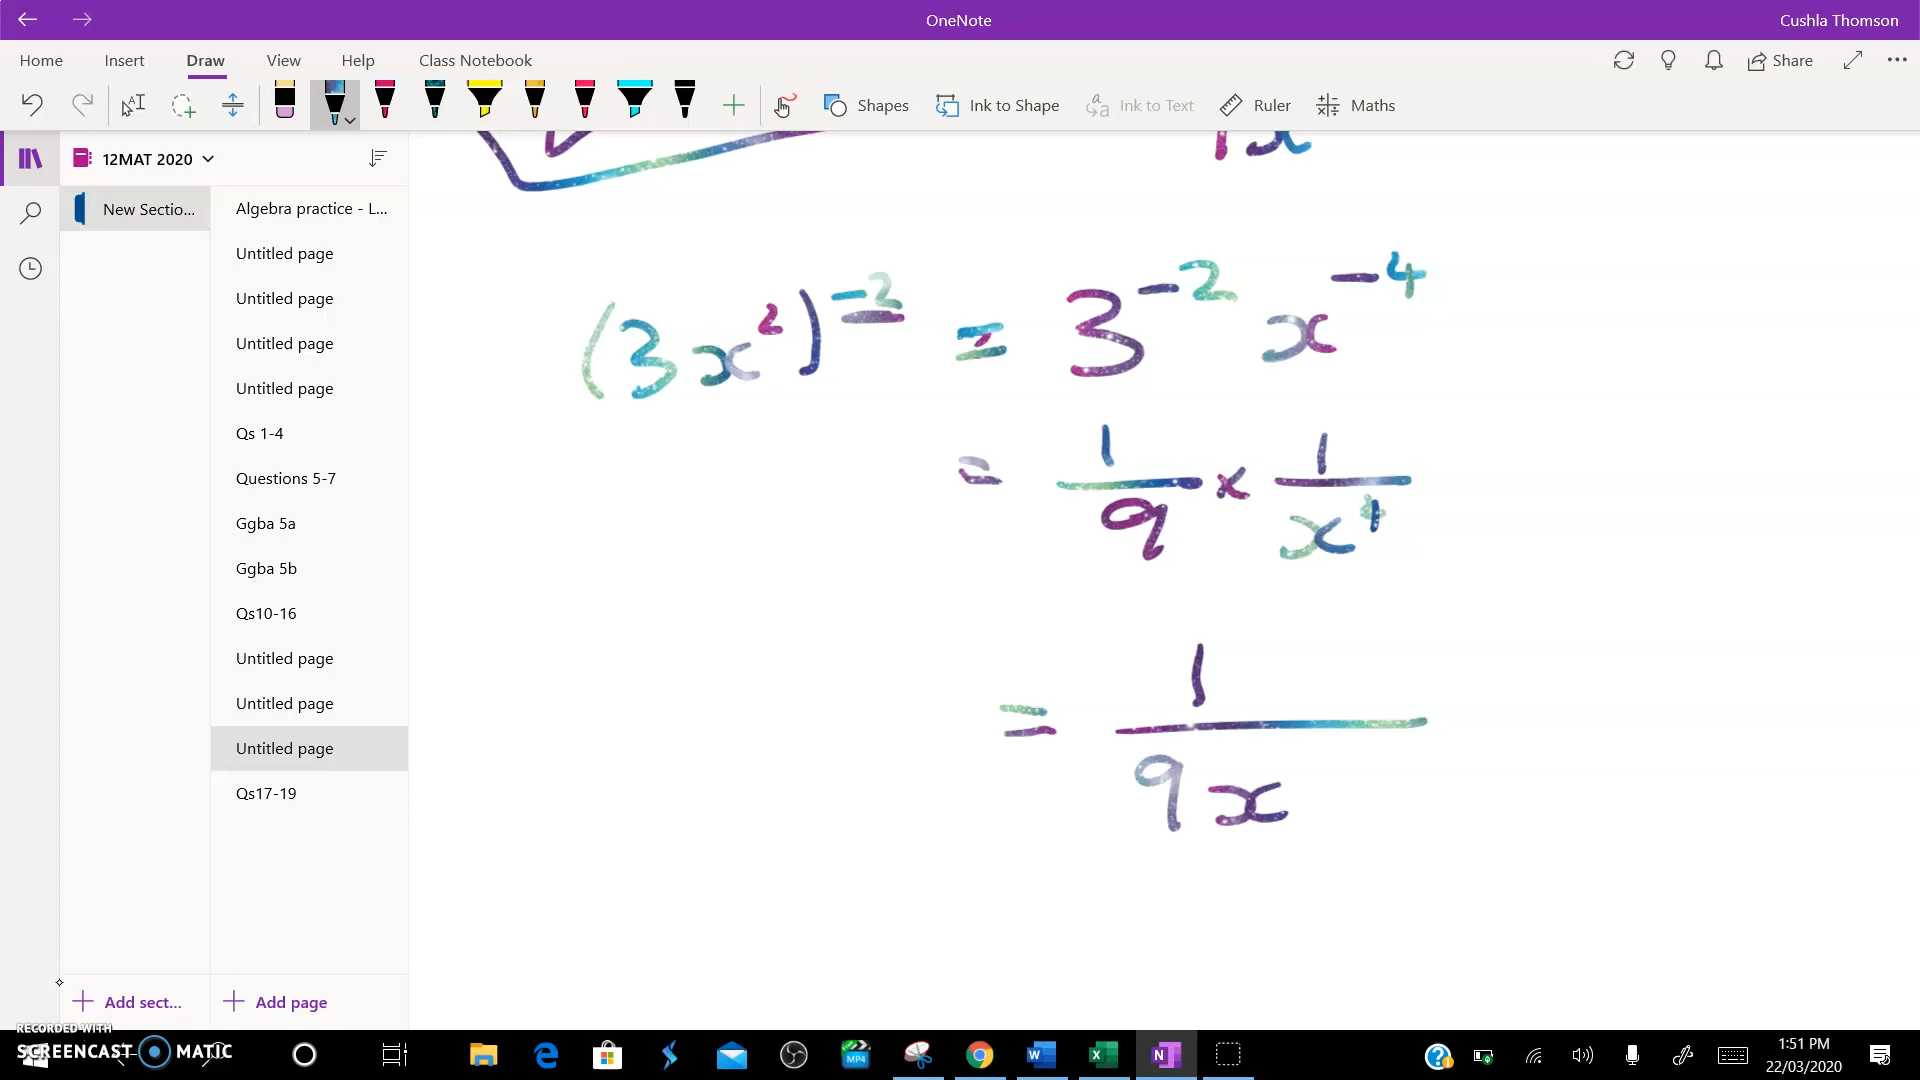 OneNote
Cushla Thomson
Home Insert Draw View Help Class Notebook
Share
Shapes Ink to Shape Ink to Text Ruler Maths
12MAT 2020
New Sectio...
Algebra practice - L...
Untitled page
Untitled page
Untitled page
Untitled page
Qs 1-4
Questions 5-7
Ggba 5a
Ggba 5b
Qs10-16
Untitled page
Untitled page
Untitled page
Qs17-19
(3x²)⁻² = 3⁻² x⁻⁴
= 1/9 × 1/x⁴
= 1/9x
Add sect...
Add page
RECORDED WITH
SCREENCAST MATIC
MP4
1:51 PM
22/03/2020